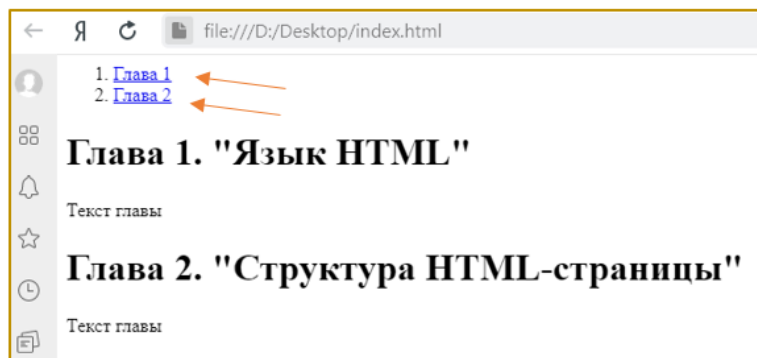 Я file:///D:/Desktop/index.html
1. Глава 1
2. Глава 2
Глава 1. "Язык HTML"
Текст главы
Глава 2. "Структура HTML-страницы"
Текст главы